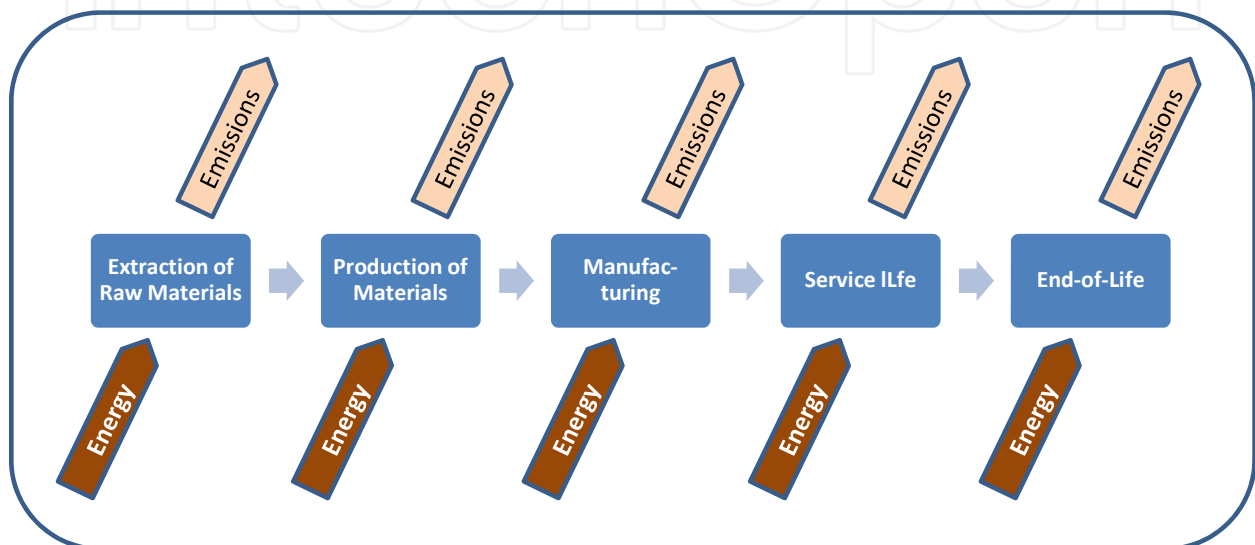 Emissions
Emissions
Emissions
Emissions
Emissions
Extraction of
Raw Materials
Production of
Materials
Manufac-
turing
Service lLfe
End-of-Life
Energy
Energy
Energy
Energy
Energy